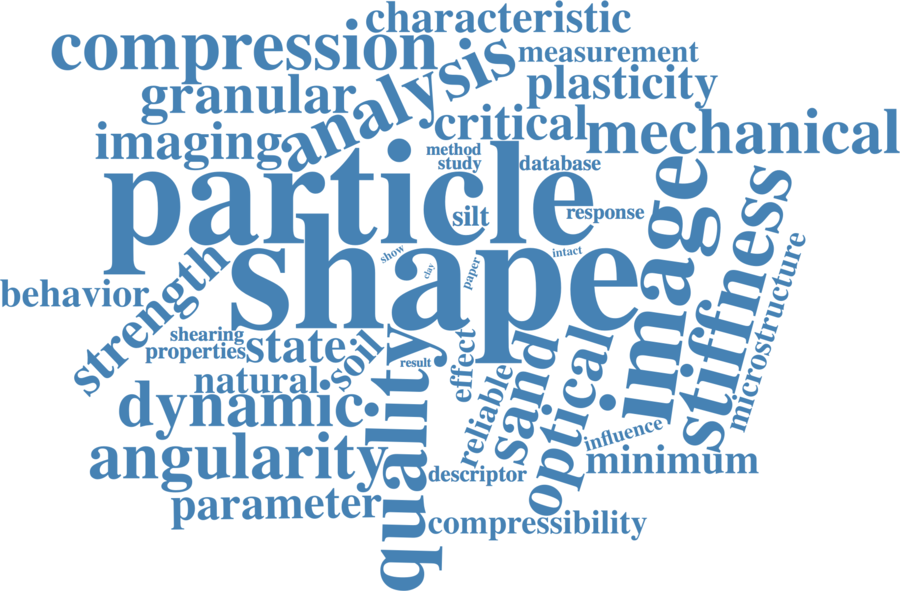 characteristic
compression
measurement
analysis
plasticity
granular
critical
mechanical
imaging
method
study
database
particle
silt
response
image
stiffness
shape
show
clay
paper
intact
microstructure
behavior
strength
shearing
properties
state
soil
result
effect
natural
dynamic
quality
reliable
sand
optical
influence
angularity
minimum
descriptor
parameter
compressibility